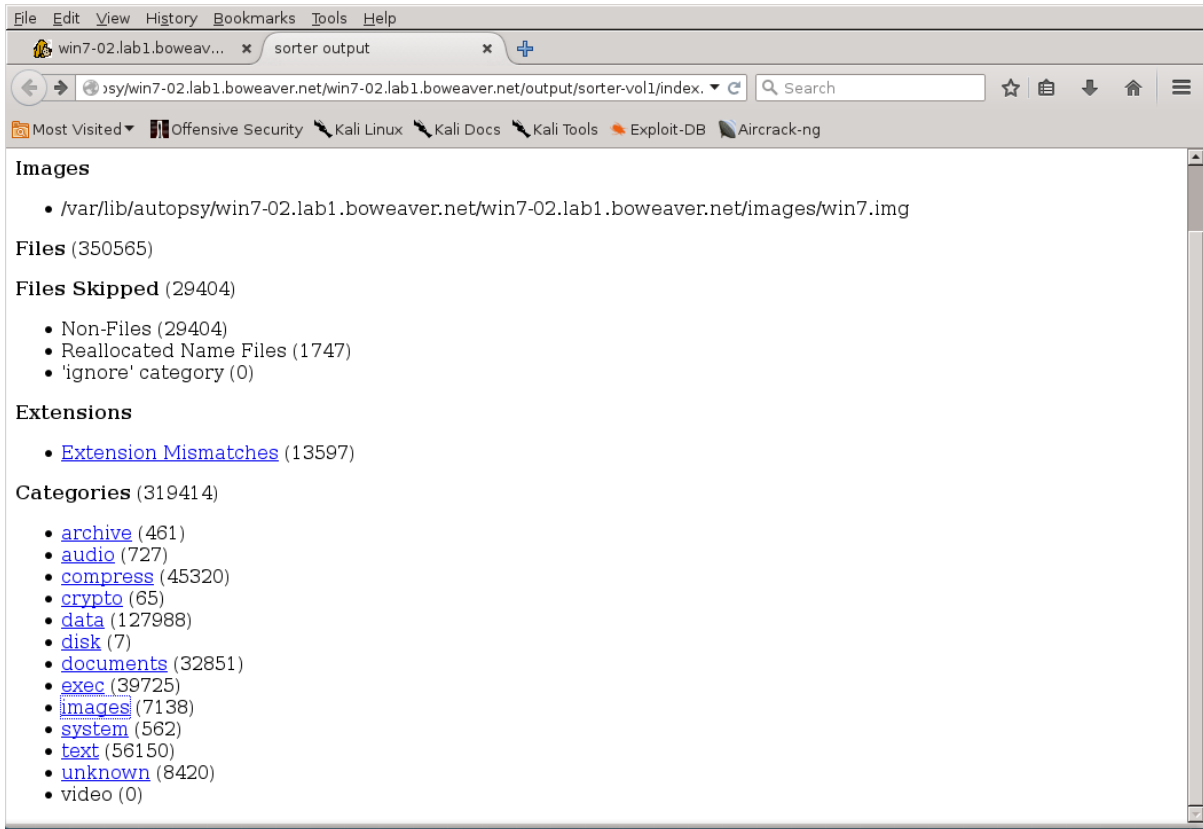 File Edit View History Bookmarks Tools Help
win7-02.lab1.boweav... sorter output
osy/win7-02.lab1.boweaver.net/win7-02.lab1.boweaver.net/output/sorter-vol1/index. Search
Most Visited Offensive Security Kali Linux Kali Docs Kali Tools Exploit-DB Aircrack-ng
Images
• /var/lib/autopsy/win7-02.lab1.boweaver.net/win7-02.lab1.boweaver.net/images/win7.img
Files (350565)
Files Skipped (29404)
• Non-Files (29404)
• Reallocated Name Files (1747)
• 'ignore' category (0)
Extensions
• Extension Mismatches (13597)
Categories (319414)
• archive (461)
• audio (727)
• compress (45320)
• crypto (65)
• data (127988)
• disk (7)
• documents (32851)
• exec (39725)
• images (7138)
• system (562)
• text (56150)
• unknown (8420)
• video (0)